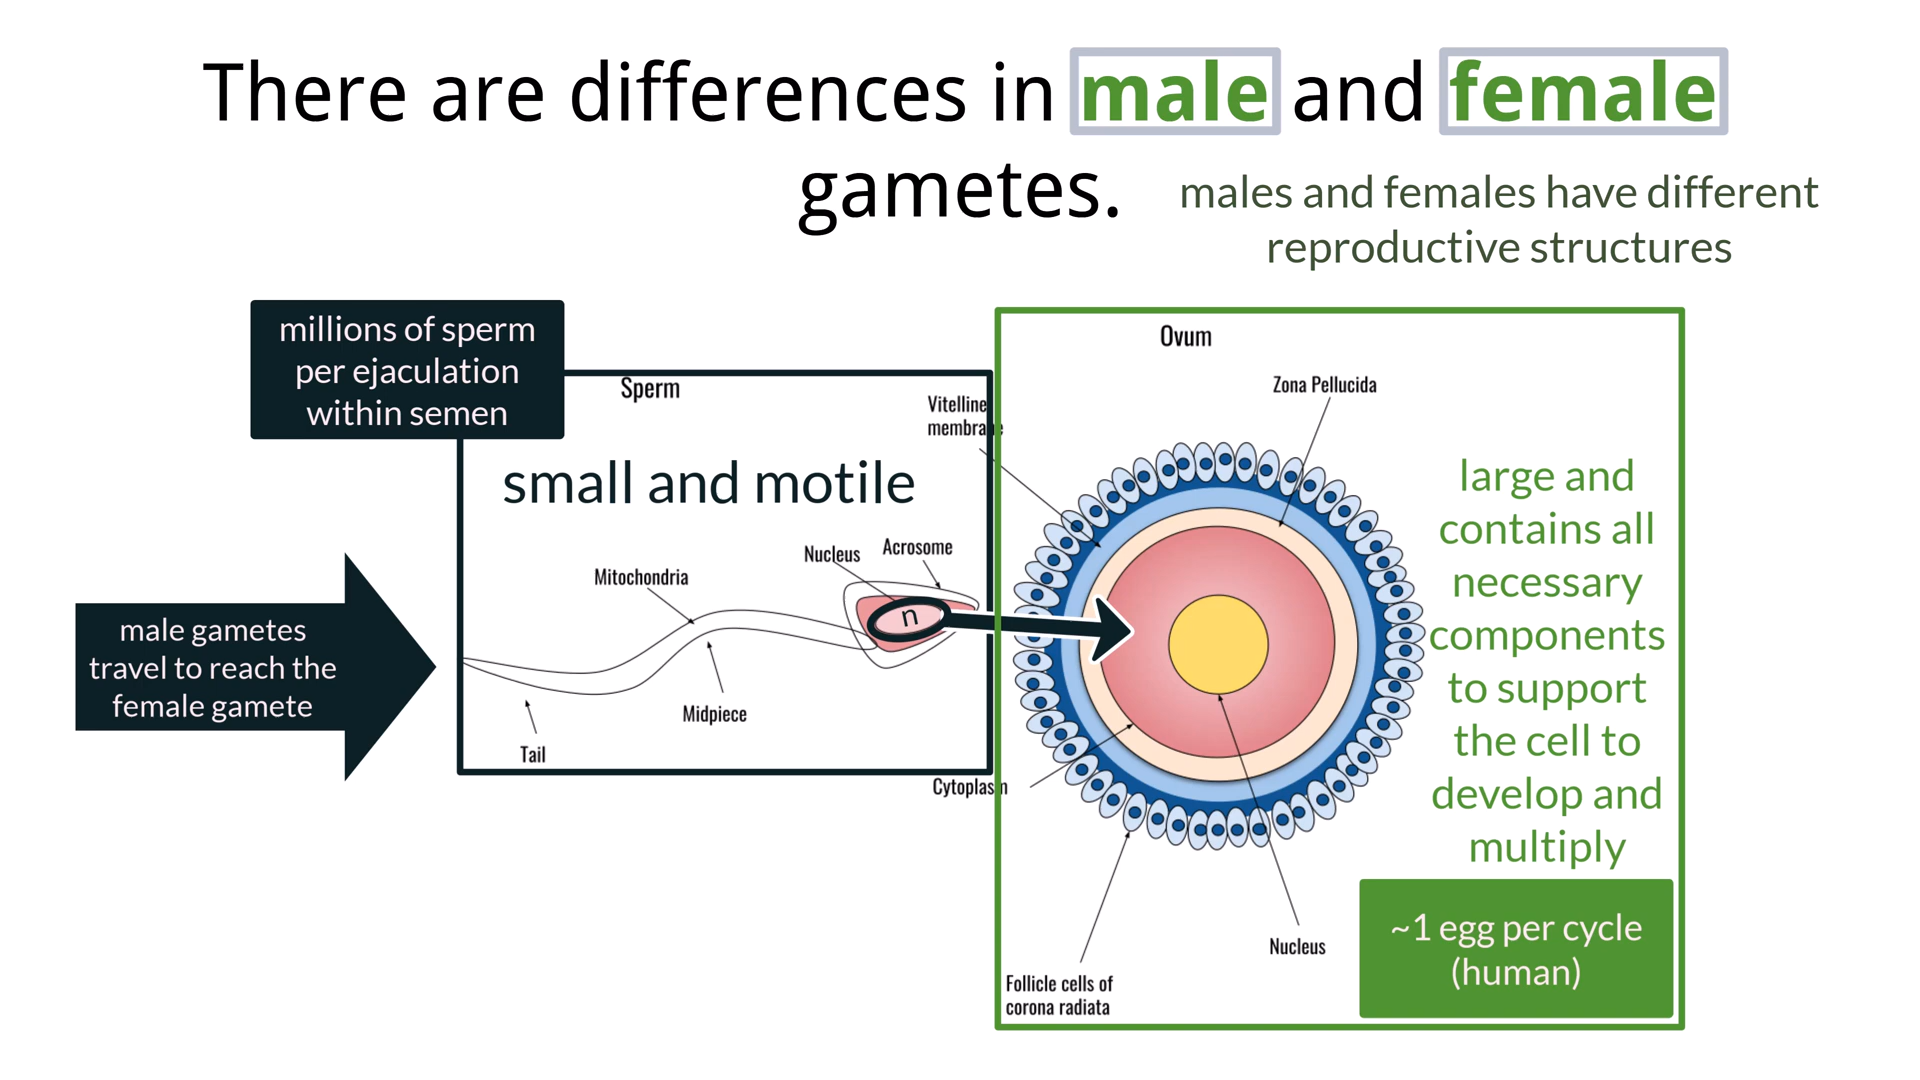 There are differences in male and female
gametes.
males and females have different
reproductive structures
millions of sperm
per ejaculation
within semen
Sperm
small and motile
male gametes
travel to reach the
female gamete
Mitochondria
Nucleus
Acrosome
n
Midpiece
Tail
Ovum
Vitelline
membrane
Zona Pellucida
Cytoplasm
Nucleus
Follicle cells of
corona radiata
large and
contains all
necessary
components
to support
the cell to
develop and
multiply
~1 egg per cycle
(human)